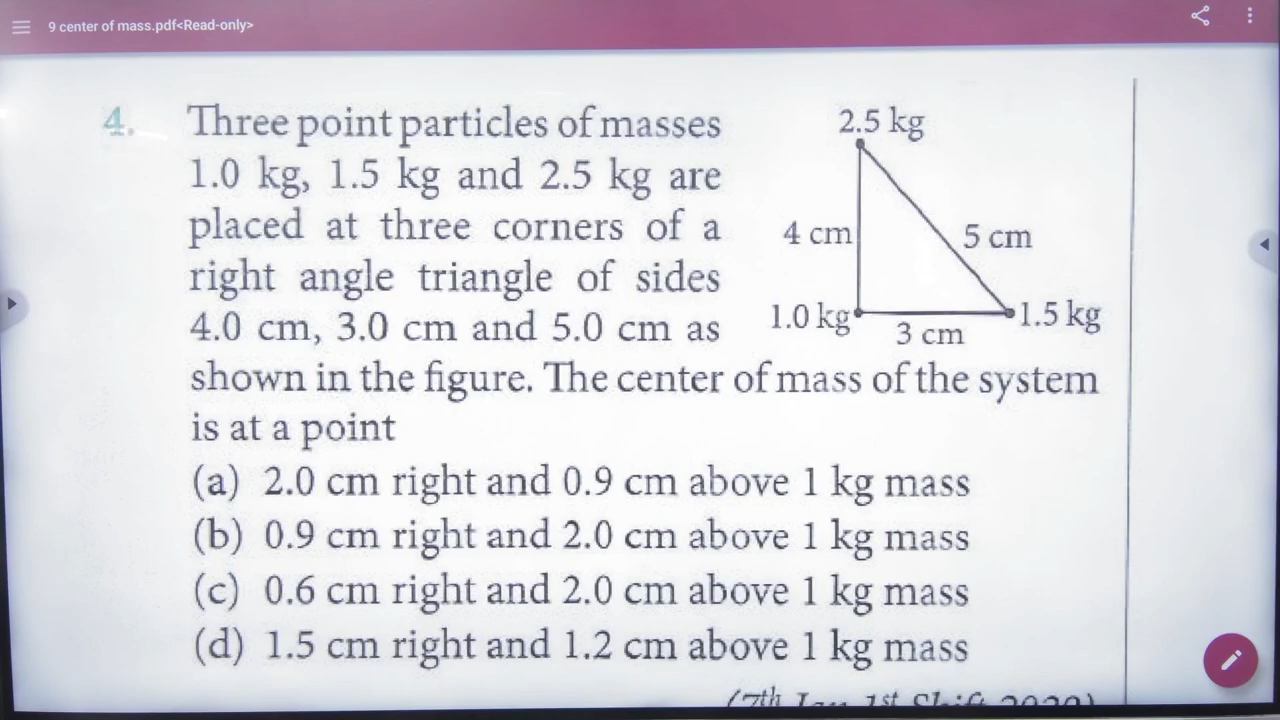 9 center of mass.pdf<Read-only>
4. Three point particles of masses
1.0 kg, 1.5 kg and 2.5 kg are
placed at three corners of a
right angle triangle of sides
4.0 cm, 3.0 cm and 5.0 cm as
shown in the figure. The center of mass of the system
is at a point
2.5 kg
4 cm
5 cm
1.0 kg
1.5 kg
3 cm
(a) 2.0 cm right and 0.9 cm above 1 kg mass
(b) 0.9 cm right and 2.0 cm above 1 kg mass
(c) 0.6 cm right and 2.0 cm above 1 kg mass
(d) 1.5 cm right and 1.2 cm above 1 kg mass
(7th Jan 1st Shift 2020)